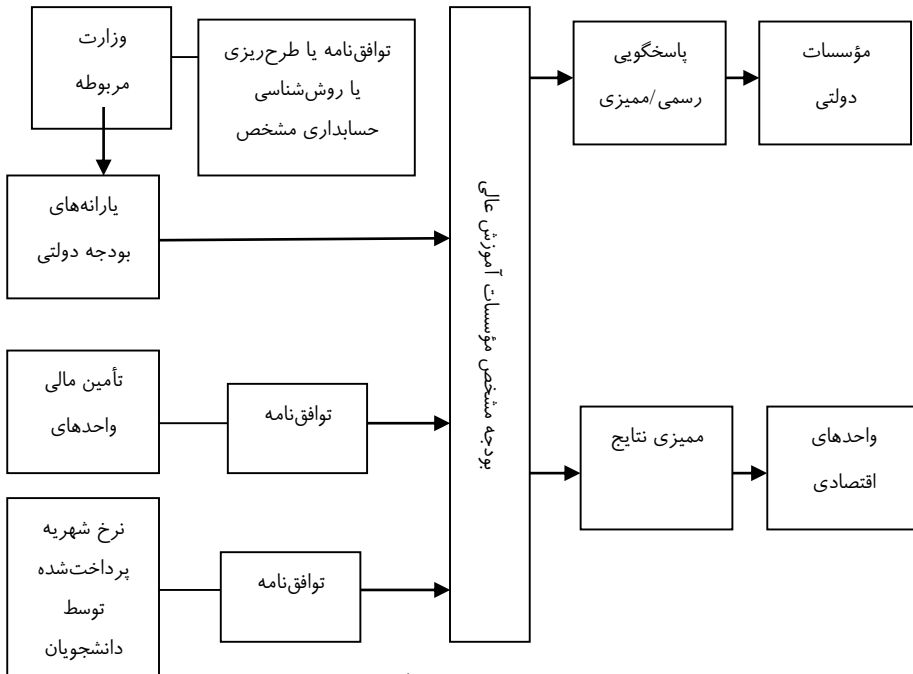 وزارت
مربوطه
توافق‌نامه یا طرح‌ریزی
یا روش‌شناسی
حسابداری مشخص
یارانه‌های
بودجه دولتی
تأمین مالی
واحدهای
توافق‌نامه
نرخ شهریه
پرداخت‌شده
توسط
دانشجویان
توافق‌نامه
بودجه مشخص مؤسسات آموزش عالی
پاسخگویی
رسمی/ممیزی
مؤسسات
دولتی
ممیزی نتایج
واحدهای
اقتصادی